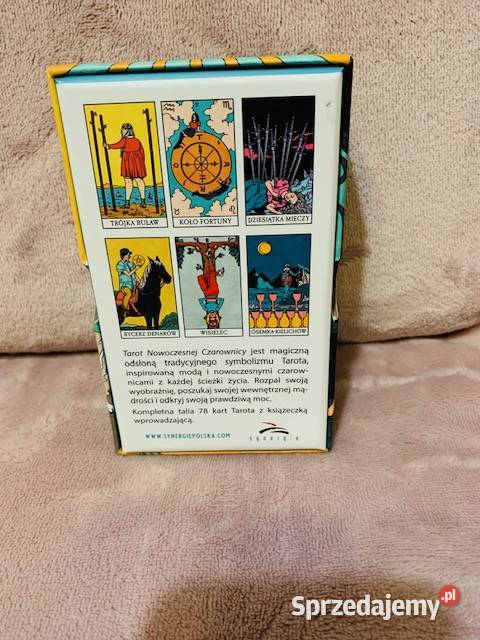 TRÓJKA BUŁAW
KOŁO FORTUNY
DZIESIĄTKA MIECZY
RYCERZ DENARÓW
WISIELEC
ÓSEMKA KIELICHÓW
Tarot Nowoczesnej Czarownicy jest magiczną
odsłoną tradycyjnego symbolizmu Tarota,
inspirowaną modą i nowoczesnymi czarow-
nicami z każdej ścieżki życia. Rozpal swoją
wyobraźnię, poszukaj swojej wewnętrznej mą-
drości i odkryj swoją prawdziwą moc.
Kompletna talia 78 kart Tarota z książeczką
wprowadzającą.
WWW.SYNERGIEPOLSKA.COM
synergie
Sprzedajemy.pl